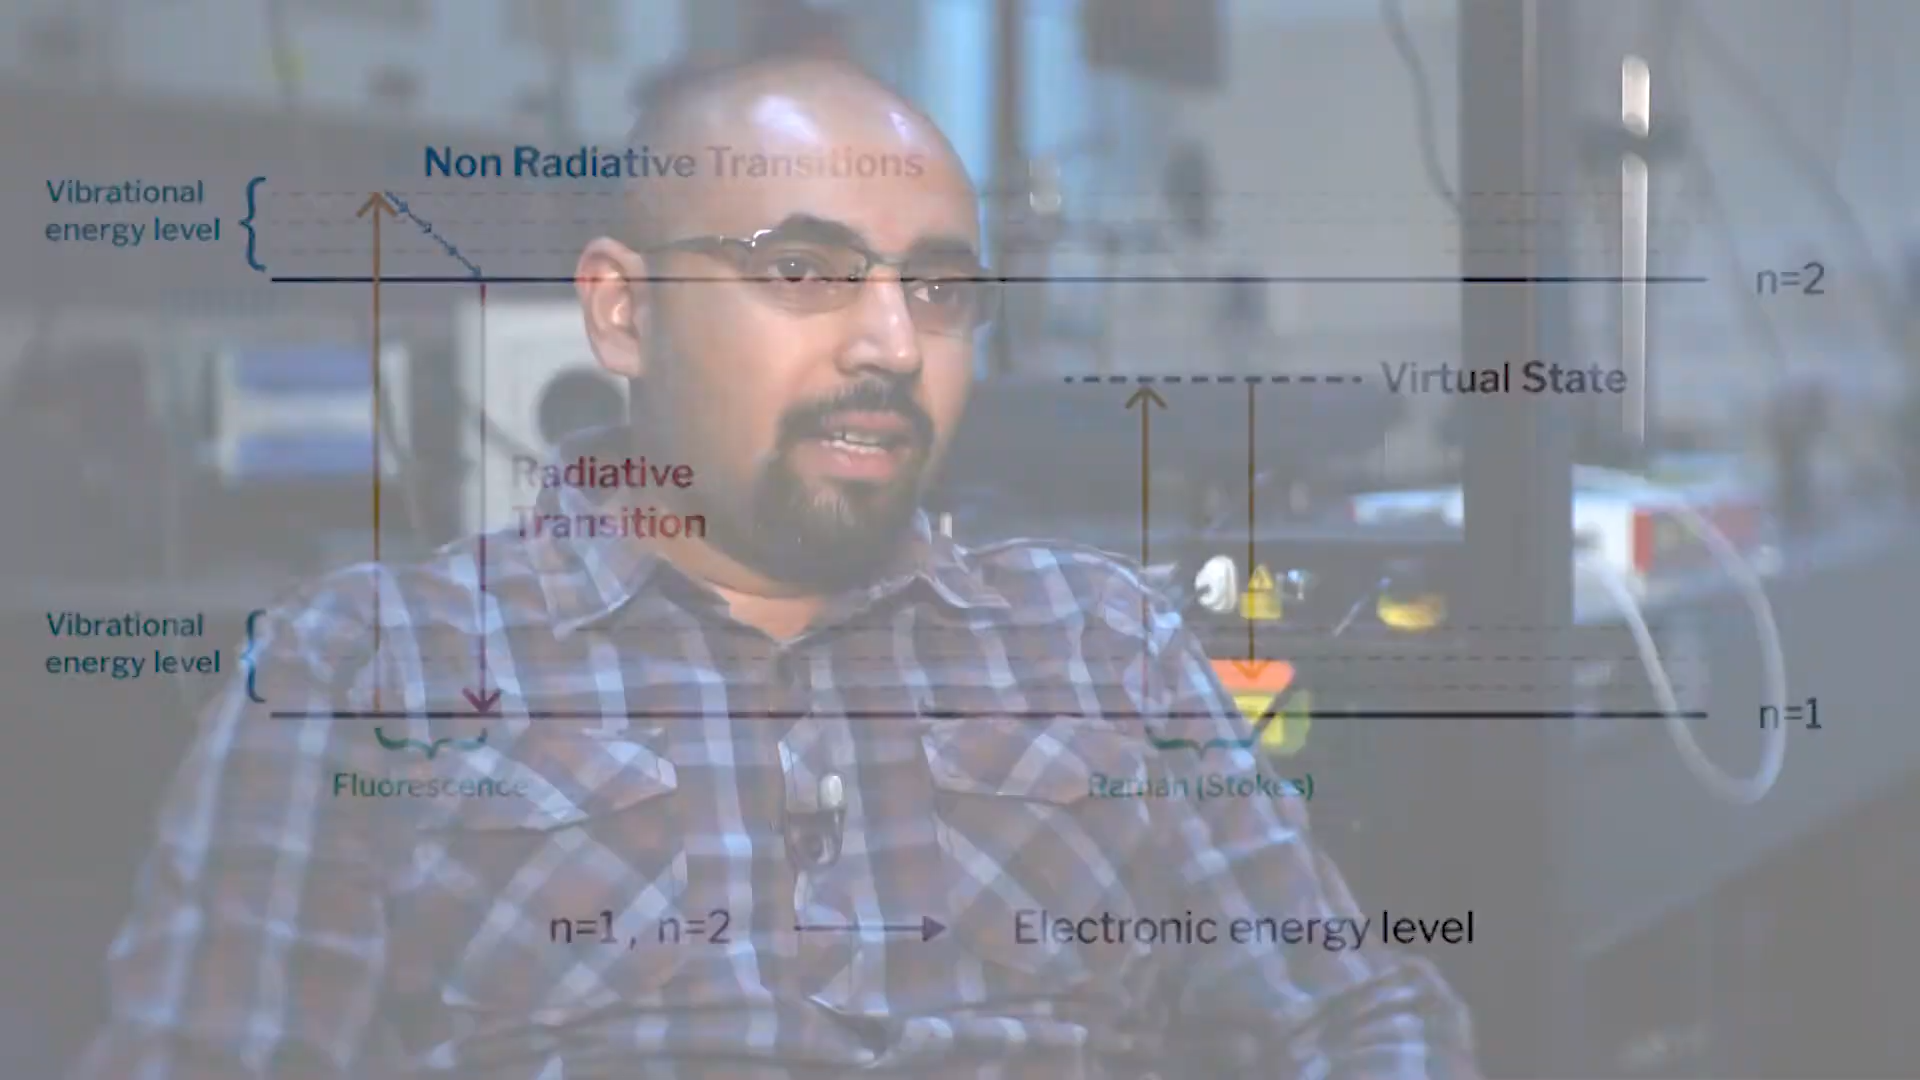 Non Radiative Transitions
Vibrational
energy level
n=2
Virtual State
Radiative
Transition
Vibrational
energy level
n=1
Fluorescence
Raman (Stokes)
n=1, n=2
Electronic energy level